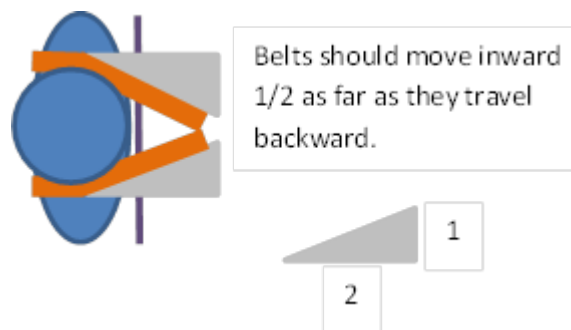 Belts should move inward
1/2 as far as they travel
backward.
1
2